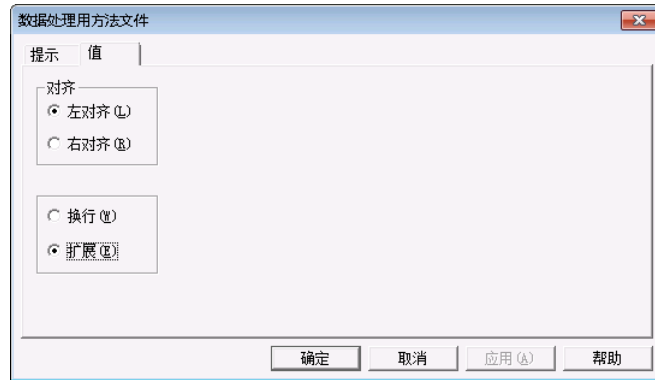 数据处理用方法文件
提示 值
对齐
左对齐(L)
右对齐(R)
换行(W)
扩展(E)
确定 取消 应用(A) 帮助